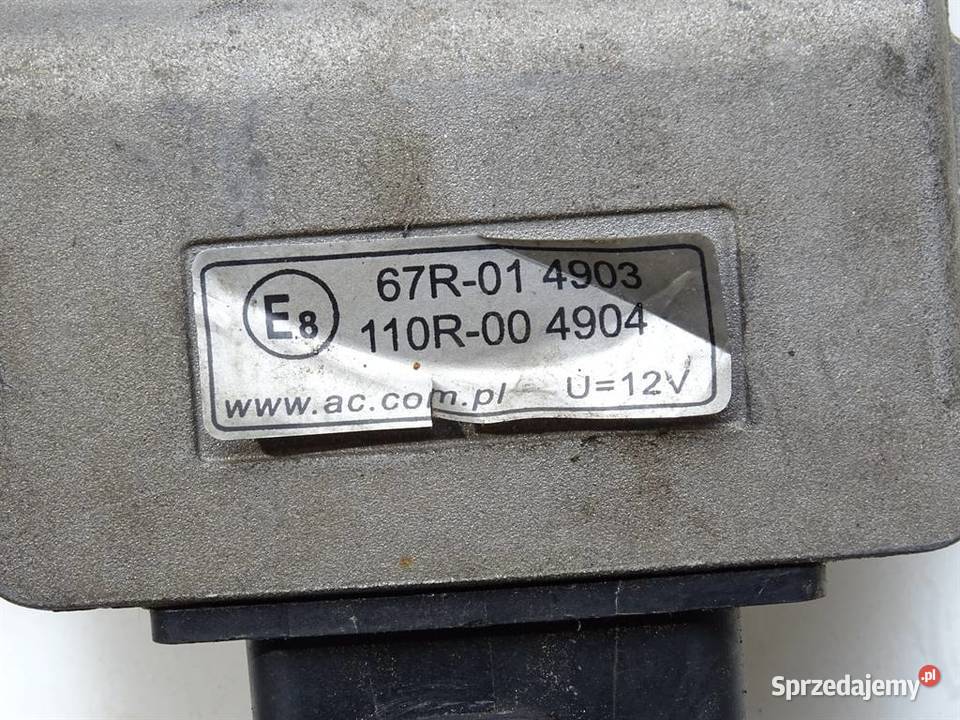 E8
67R-01 4903
110R-00 4904
www.ac.com.pl U=12V
Sprzedajemy.pl